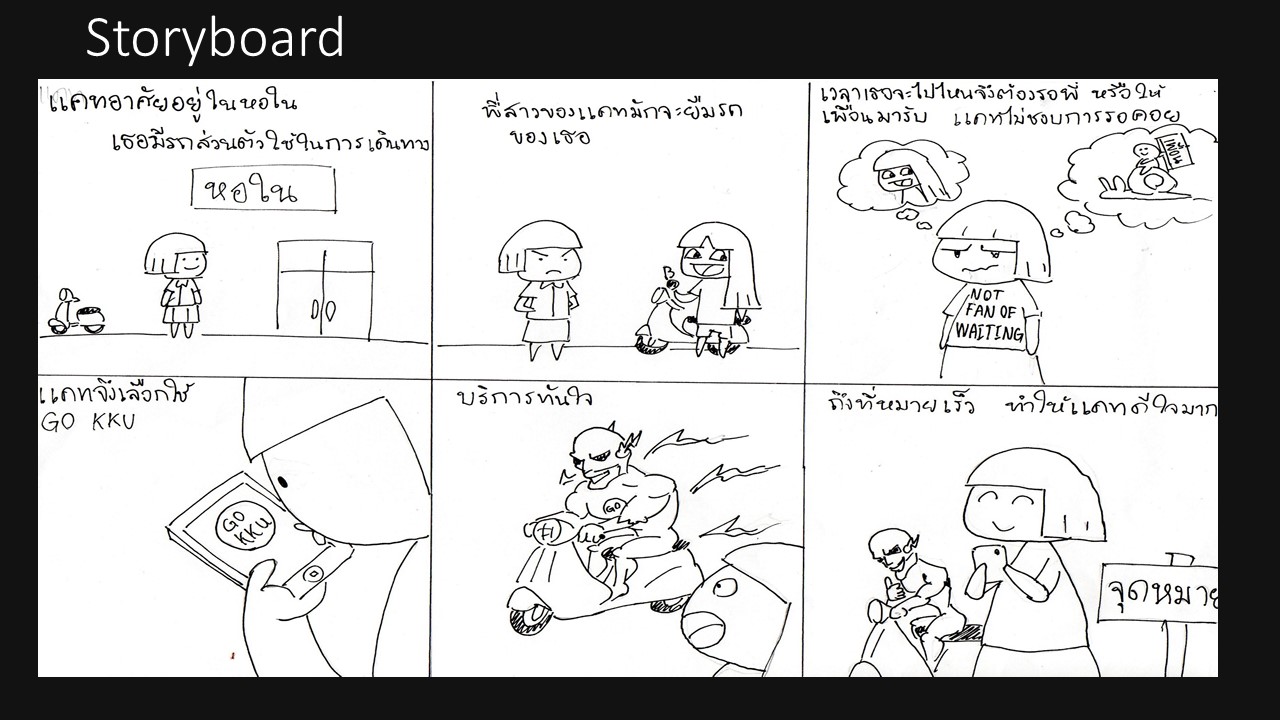 Storyboard
แคทอาศัยอยู่ในหอใน
เธอมีรถส่วนตัวใช้ในการเดินทาง
หอใน
พี่สาวของแคทมักจะยืมรถ
ของเธอ
เวลาเธอจะไปไหนจึงต้องรอพี่ หรือให้
เพื่อนมารับ แคทไม่ชอบการรอคอย
เพื่อน
NOT
FAN OF
WAITING
แคทจึงเลือกใช้
GO KKU
GO
KKU
บริการทันใจ
GO
ถึงที่หมายเร็ว ทำให้แคทดีใจมาก
จุดหมาย